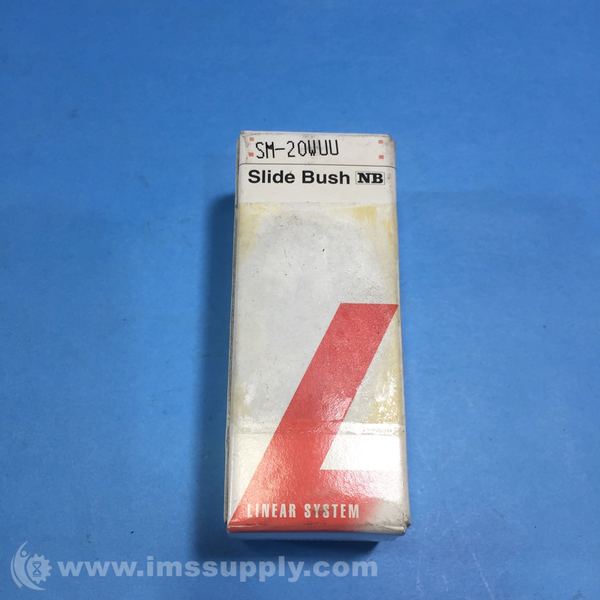 SM-20WUU
Slide Bush NB
LINEAR SYSTEM
www.imssupply.com